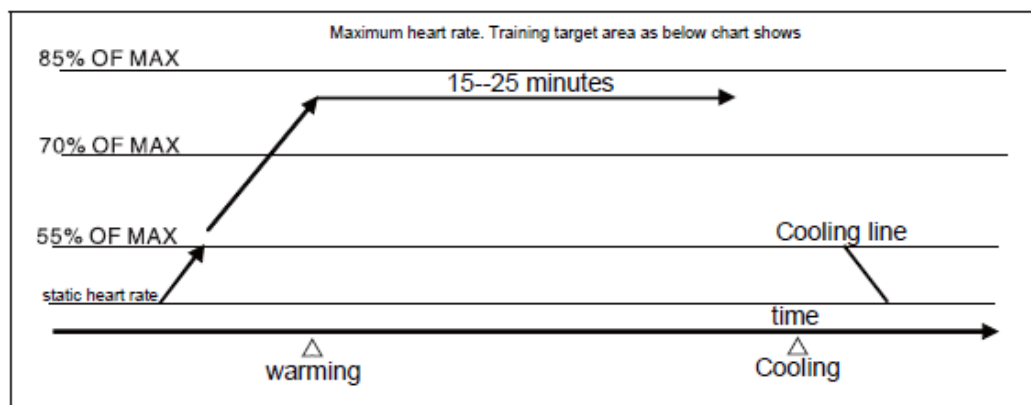 Maximum heart rate. Training target area as below chart shows
85% OF MAX
15--25 minutes
70% OF MAX
55% OF MAX
Cooling line
static heart rate
time
warming
Cooling